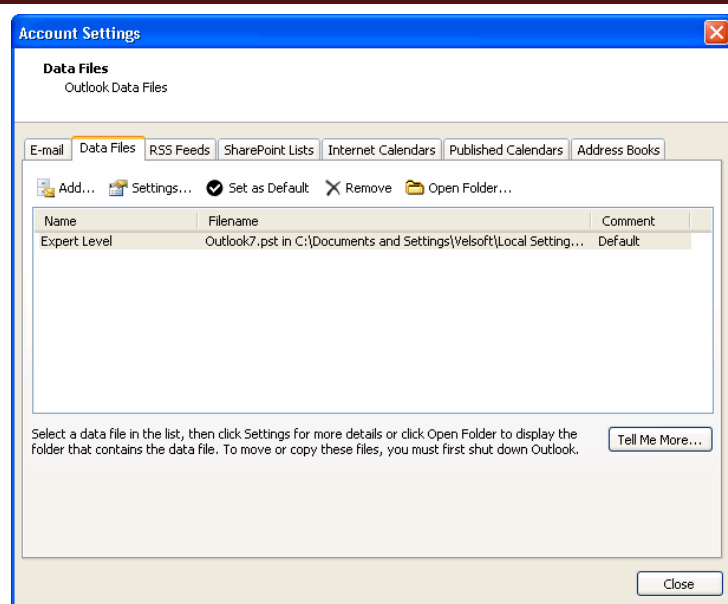 Account Settings
Data Files
Outlook Data Files
E-mail Data Files RSS Feeds SharePoint Lists Internet Calendars Published Calendars Address Books
Add... Settings... Set as Default Remove Open Folder...
Name Filename Comment
Expert Level Outlook7.pst in C:\Documents and Settings\Velsoft\Local Setting... Default
Select a data file in the list, then click Settings for more details or click Open Folder to display the
folder that contains the data file. To move or copy these files, you must first shut down Outlook.
Tell Me More...
Close